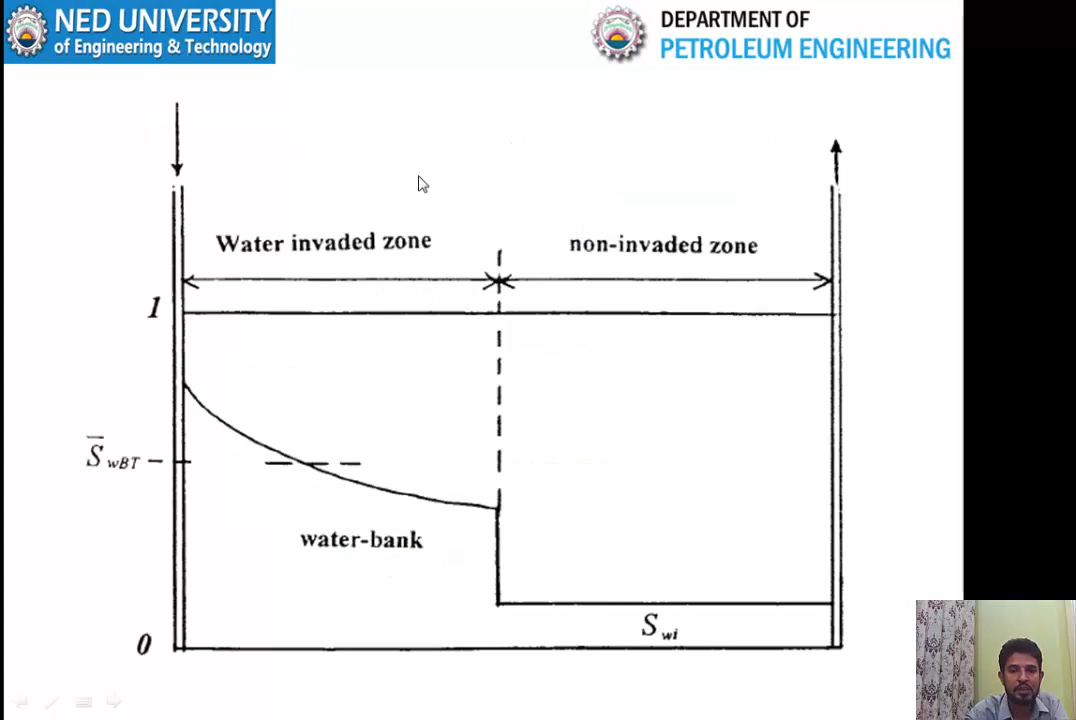 NED UNIVERSITY
of Engineering & Technology
DEPARTMENT OF
PETROLEUM ENGINEERING
Water invaded zone
non-invaded zone
1
S̅wBT
water-bank
Swi
0